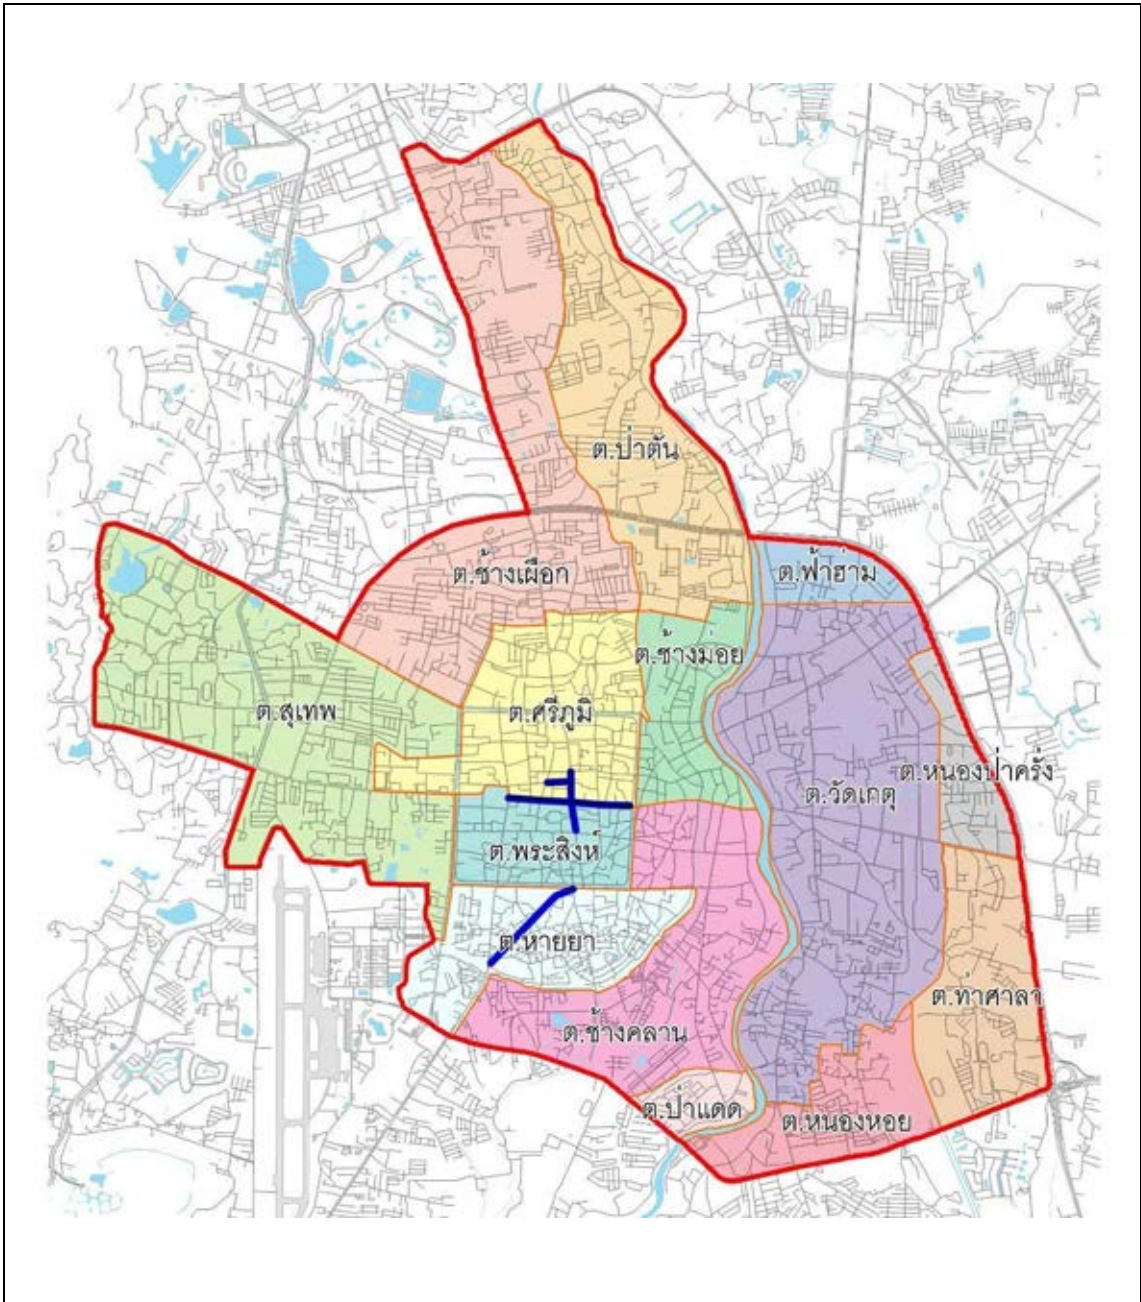 ต.ป่าตัน
ต.ช้างเผือก
ต.ฟ้าฮ่าม
ต.ช้างม่อย
ต.สุเทพ
ต.ศรีภูมิ
ต.หนองป่าครั่ง
ต.วัดเกตุ
ต.พระสิงห์
ต.หายยา
ต.ท่าศาลา
ต.ช้างคลาน
ต.ป่าแดด
ต.หนองหอย